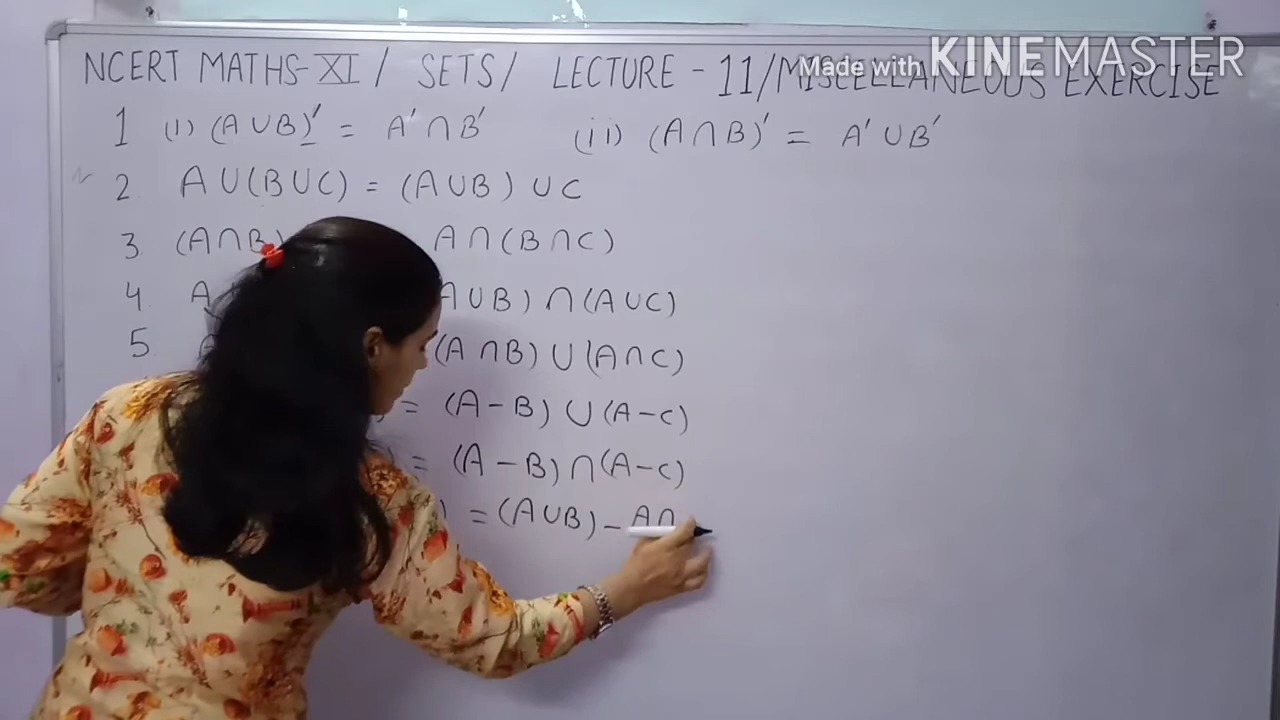 Made with KINEMASTER
NCERT MATHS-XI / SETS / LECTURE - 11/MISCELLANEOUS EXERCISE
1 (i) (A∪B)' = A'∩B' (ii) (A∩B)' = A'∪B'
2. A∪(B∪C) = (A∪B)∪C
3. (A∩B) A∩(B∩C)
4. A A∪B)∩(A∪C)
5. (A∩B)∪(A∩C)
) = (A-B)∪(A-C)
= (A-B)∩(A-C)
) = (A∪B) - A∩